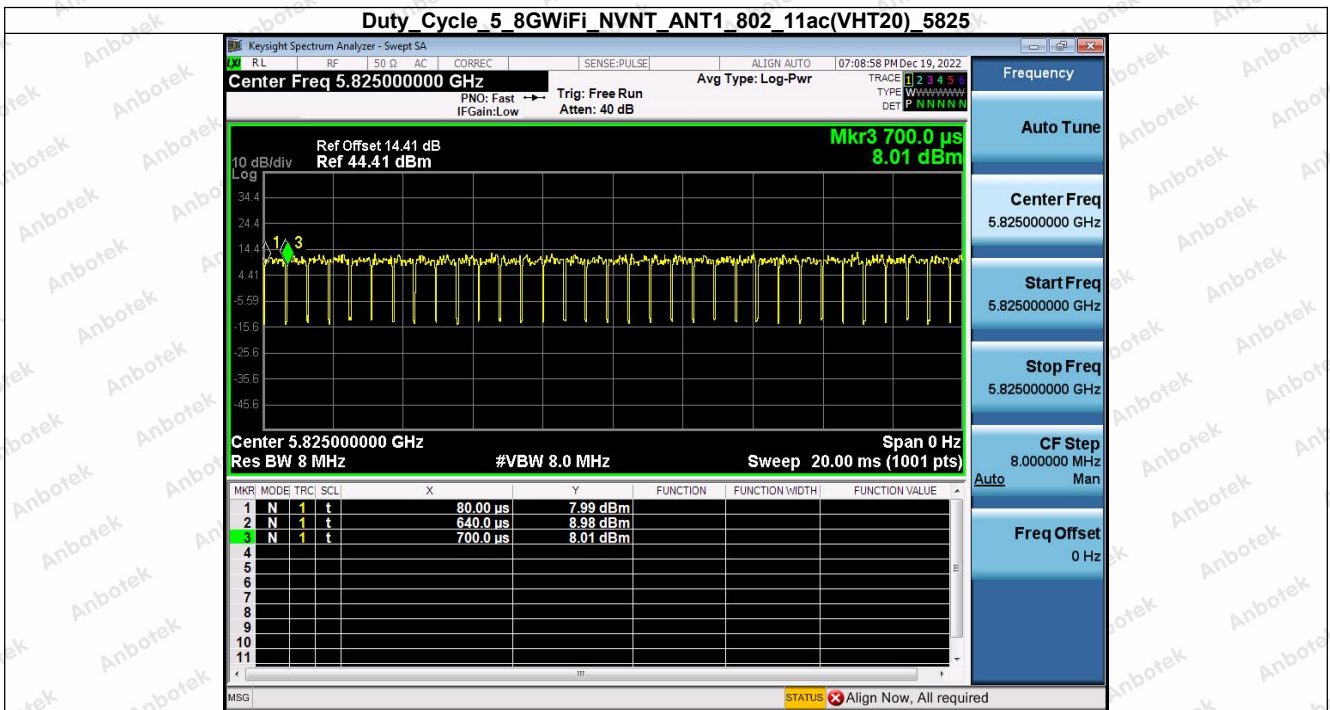 Duty_Cycle_5_8GWiFi_NVNT_ANT1_802_11ac(VHT20)_5825
Keysight Spectrum Analyzer - Swept SA
LXI RL RF 50 Ω AC CORREC SENSE:PULSE ALIGN AUTO 07:08:58 PM Dec 19, 2022
Center Freq 5.825000000 GHz
PNO: Fast
IFGain:Low
Trig: Free Run
Atten: 40 dB
Avg Type: Log-Pwr
TRACE 1 2 3 4 5 6
TYPE WWWWWW
DET P N N N N N
Mkr3 700.0 µs
8.01 dBm
Ref Offset 14.41 dB
10 dB/div Ref 44.41 dBm
Log
34.4
24.4
14.4
4.41
-5.59
-15.6
-25.6
-35.6
-45.6
1 3
Center 5.825000000 GHz Span 0 Hz
Res BW 8 MHz #VBW 8.0 MHz Sweep 20.00 ms (1001 pts)
MKR MODE TRC SCL X Y FUNCTION FUNCTION WIDTH FUNCTION VALUE
1 N 1 t 80.00 µs 7.99 dBm
2 N 1 t 640.0 µs 8.98 dBm
3 N 1 t 700.0 µs 8.01 dBm
4
5
6
7
8
9
10
11
MSG STATUS Align Now, All required
Frequency
Auto Tune
Center Freq
5.825000000 GHz
Start Freq
5.825000000 GHz
Stop Freq
5.825000000 GHz
CF Step
8.000000 MHz
Auto Man
Freq Offset
0 Hz
Anbotek